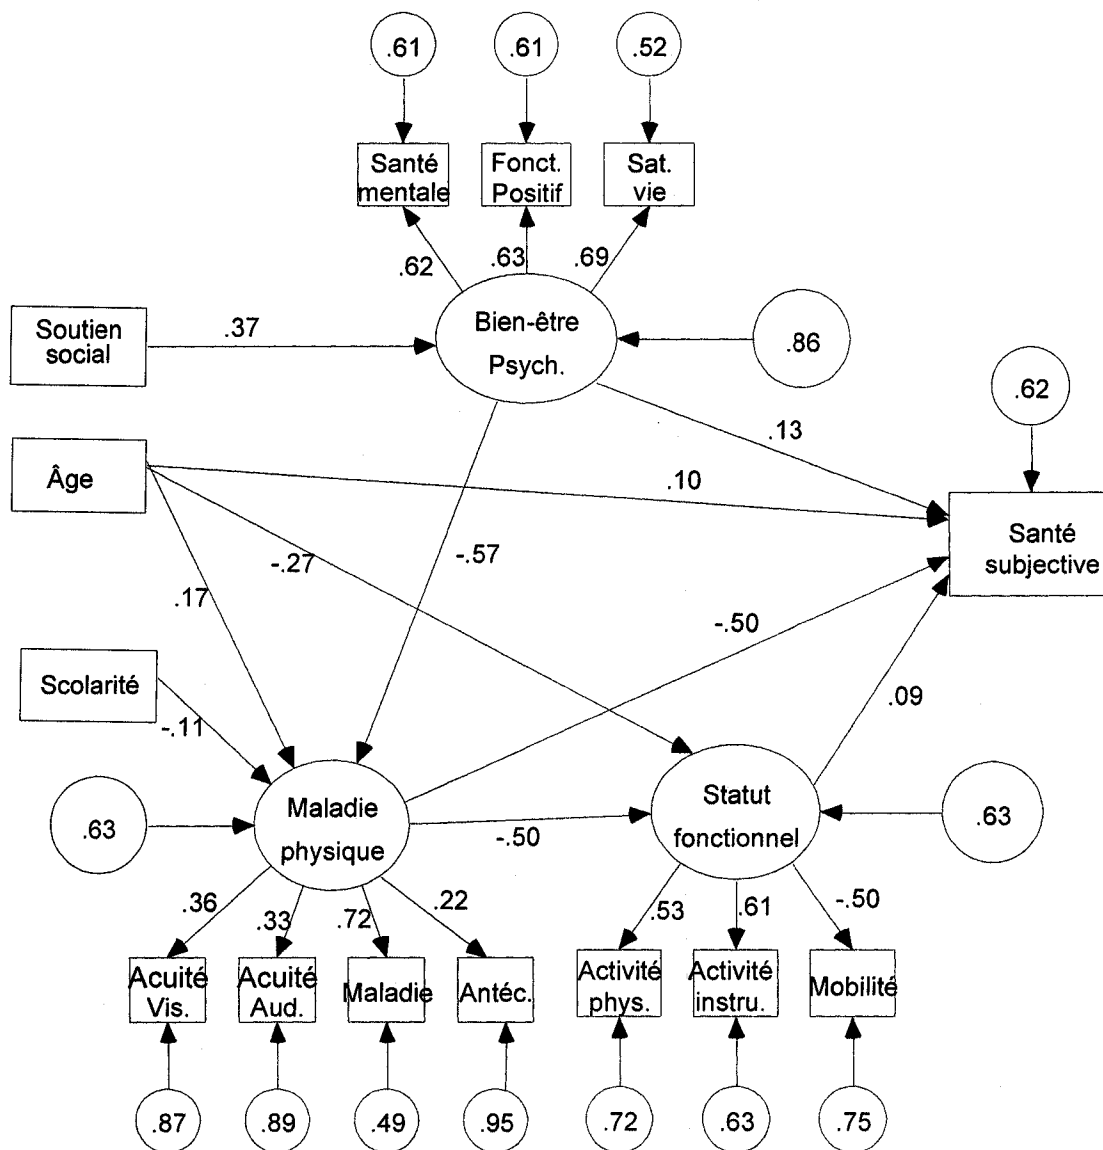 .61
.61
.52
Santé
mentale
Fonct.
Positif
Sat.
vie
.62
.63
.69
Soutien
social
.37
Bien-être
Psych.
.86
.62
.13
Âge
.10
Santé
subjective
-.27
-.57
.17
-.50
Scolarité
-.11
.09
.63
Maladie
physique
-.50
Statut
fonctionnel
.63
.36
.33
.72
.22
.53
.61
-.50
Acuité
Vis.
Acuité
Aud.
Maladie
Antéc.
Activité
phys.
Activité
instru.
Mobilité
.87
.89
.49
.95
.72
.63
.75